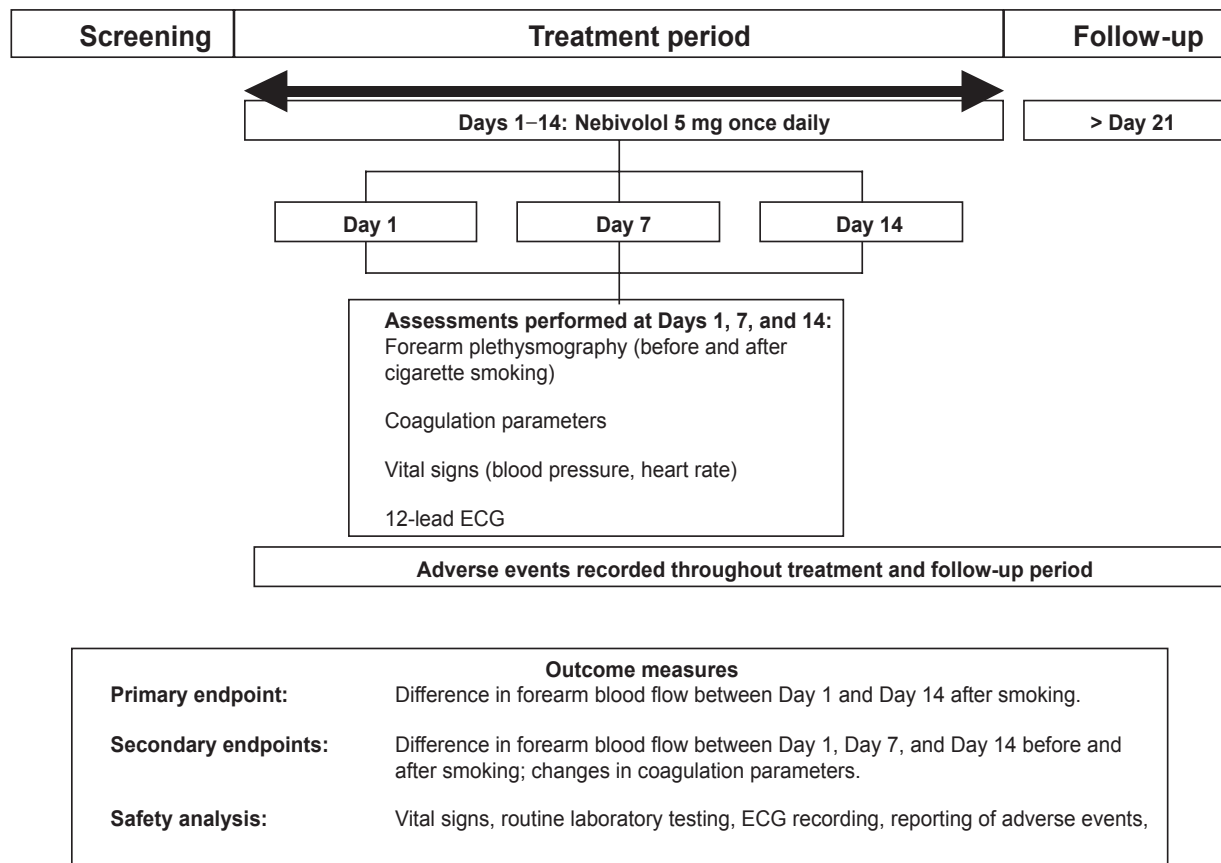 Screening
Treatment period
Follow-up
Days 1–14: Nebivolol 5 mg once daily
> Day 21
Day 1
Day 7
Day 14
Assessments performed at Days 1, 7, and 14:
Forearm plethysmography (before and after
cigarette smoking)
Coagulation parameters
Vital signs (blood pressure, heart rate)
12-lead ECG
Adverse events recorded throughout treatment and follow-up period
Outcome measures
Primary endpoint: Difference in forearm blood flow between Day 1 and Day 14 after smoking.
Secondary endpoints: Difference in forearm blood flow between Day 1, Day 7, and Day 14 before and
after smoking; changes in coagulation parameters.
Safety analysis: Vital signs, routine laboratory testing, ECG recording, reporting of adverse events,